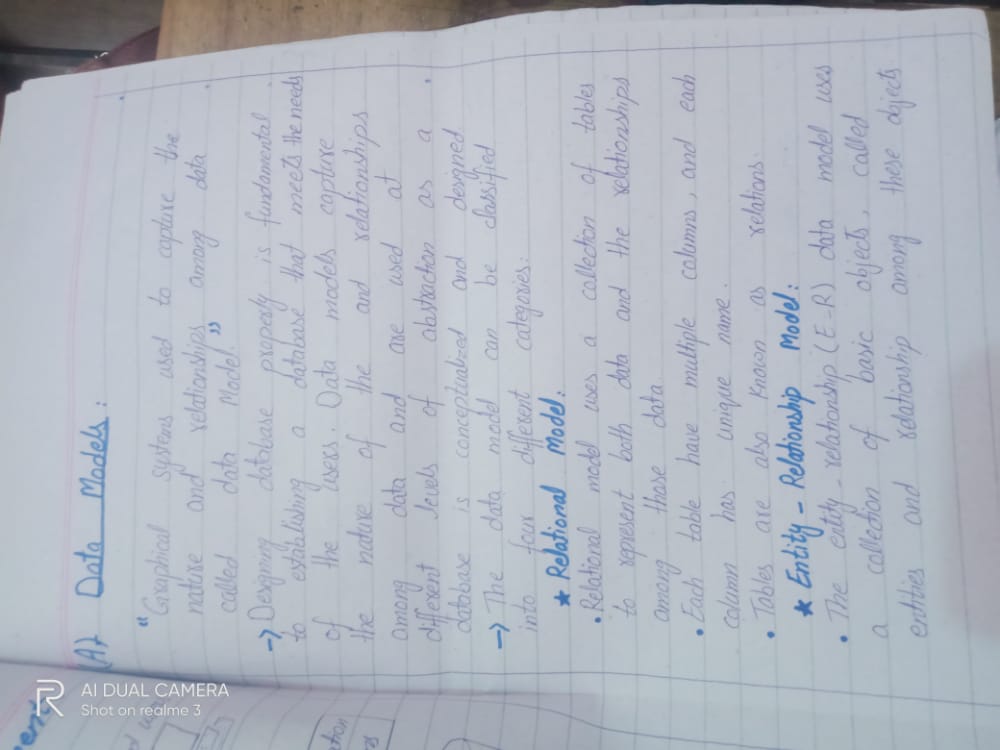 (A) Data Models :
"Graphical systems used to capture the
nature and relationships among data
called data Model."
→ Designing database properly is fundamental
to establishing a database that meets the needs
of the users. Data models capture
the nature of the and relationships
among data and are used at
different levels of abstraction as a
database is conceptualized and designed
→ The data model can be classified
into four different categories:
★ Relational Model:
• Relational model uses a collection of tables
to represent both data and the relationships
among those data.
• Each table have multiple columns, and each
column has unique name.
• Tables are also known as relations.
★ Entity - Relationship Model:
• The entity - relationship (E-R) data model uses
a collection of basic objects, called
entities and relationship among these objects
AI DUAL CAMERA
Shot on realme 3